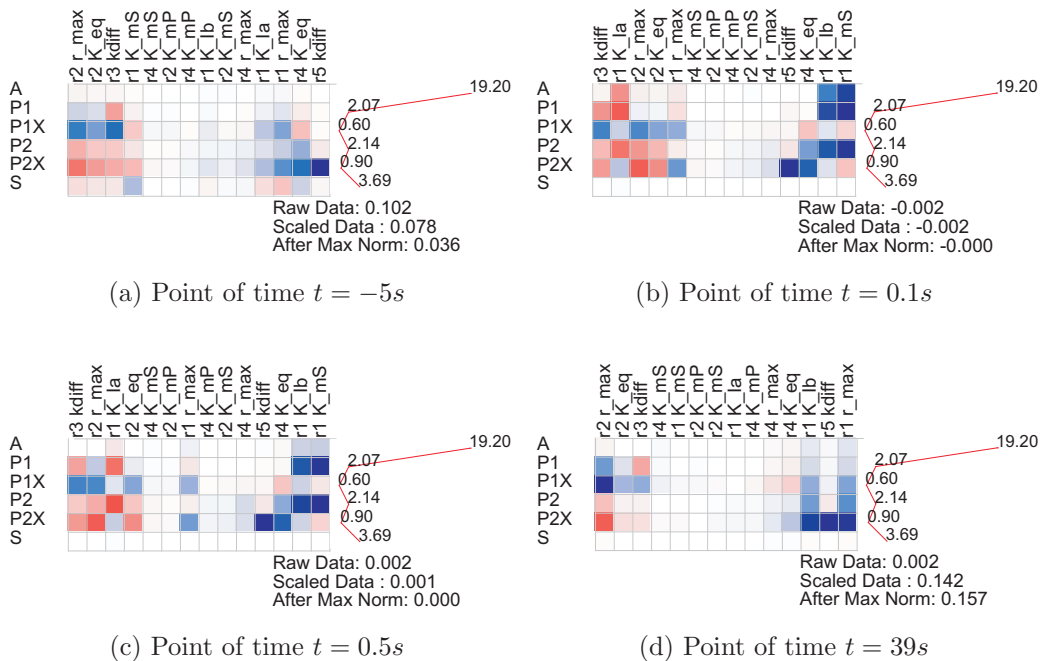 r2 r_max
r2 K_eq
r3 kdiff
r1 K_mS
r4 K_mS
r2 K_mP
r4 K_mP
r1 K_Ib
r2 K_mS
r4 r_max
r1 K_Ia
r1 r_max
r4 K_eq
r5 kdiff
A
P1
P1X
P2
P2X
S
19.20
2.07
0.60
2.14
0.90
3.69
Raw Data: 0.102
Scaled Data : 0.078
After Max Norm: 0.036
(a) Point of time t = −5s
r3 kdiff
r1 K_Ia
r2 r_max
r2 K_eq
r1 r_max
r4 K_mS
r2 K_mS
r2 K_mP
r4 K_mP
r4 r_max
r5 kdiff
r4 K_eq
r1 K_Ib
r1 K_mS
A
P1
P1X
P2
P2X
S
19.20
2.07
0.60
2.14
0.90
3.69
Raw Data: -0.002
Scaled Data : -0.002
After Max Norm: -0.000
(b) Point of time t = 0.1s
r3 kdiff
r2 r_max
r1 K_Ia
r2 K_eq
r4 K_mS
r2 K_mP
r1 r_max
r4 K_mP
r2 K_mS
r4 r_max
r5 kdiff
r4 K_eq
r1 K_Ib
r1 K_mS
A
P1
P1X
P2
P2X
S
19.20
2.07
0.60
2.14
0.90
3.69
Raw Data: 0.002
Scaled Data : 0.001
After Max Norm: 0.000
(c) Point of time t = 0.5s
r2 r_max
r2 K_eq
r3 kdiff
r4 K_mS
r1 K_mS
r4 K_mP
r2 K_mP
r2 K_mS
r1 K_Ia
r4 r_max
r4 K_eq
r1 K_Ib
r5 kdiff
r1 r_max
A
P1
P1X
P2
P2X
S
19.20
2.07
0.60
2.14
0.90
3.69
Raw Data: 0.002
Scaled Data : 0.142
After Max Norm: 0.157
(d) Point of time t = 39s